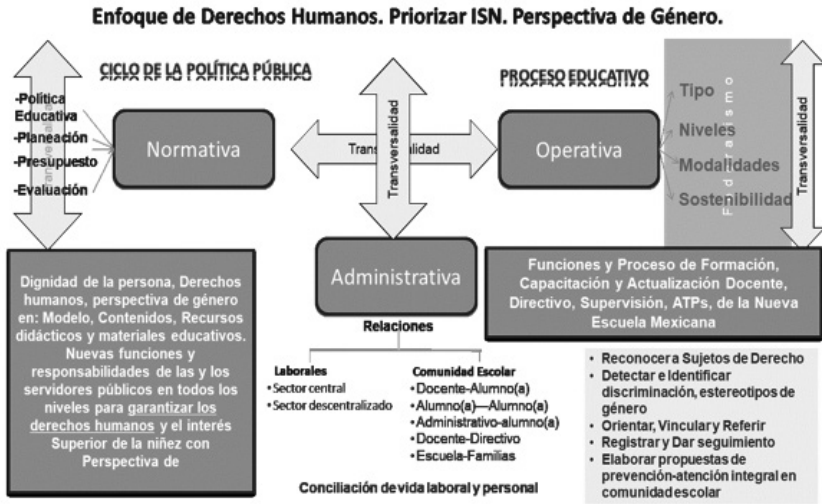 Enfoque de Derechos Humanos. Priorizar ISN. Perspectiva de Género.
CICLO DE LA POLÍTICA PÚBLICA
PROCESO EDUCATIVO
-Política
Educativa
-Planeación
-Presupuesto
-Evaluación
Transversalidad
Normativa
Transversalidad
Transversalidad
Operativa
Tipo
Niveles
Modalidades
Sostenibilidad
Federalismo
Transversalidad
Dignidad de la persona, Derechos
humanos, perspectiva de género
en: Modelo, Contenidos, Recursos
didácticos y materiales educativos.
Nuevas funciones y
responsabilidades de las y los
servidores públicos en todos los
niveles para garantizar los
derechos humanos y el interés
Superior de la niñez con
Perspectiva de
Administrativa
Relaciones
Laborales
• Sector central
• Sector descentralizado
Comunidad Escolar
• Docente-Alumno(a)
• Alumno(a)—Alumno(a)
• Administrativo-alumno(a)
• Docente-Directivo
• Escuela-Familias
Conciliación de vida laboral y personal
Funciones y Proceso de Formación,
Capacitación y Actualización Docente,
Directivo, Supervisión, ATPs, de la Nueva
Escuela Mexicana
• Reconocer a Sujetos de Derecho
• Detectar e Identificar
discriminación, estereotipos de
género
• Orientar, Vincular y Referir
• Registrar y Dar seguimiento
• Elaborar propuestas de
prevención-atención integral en
comunidad escolar